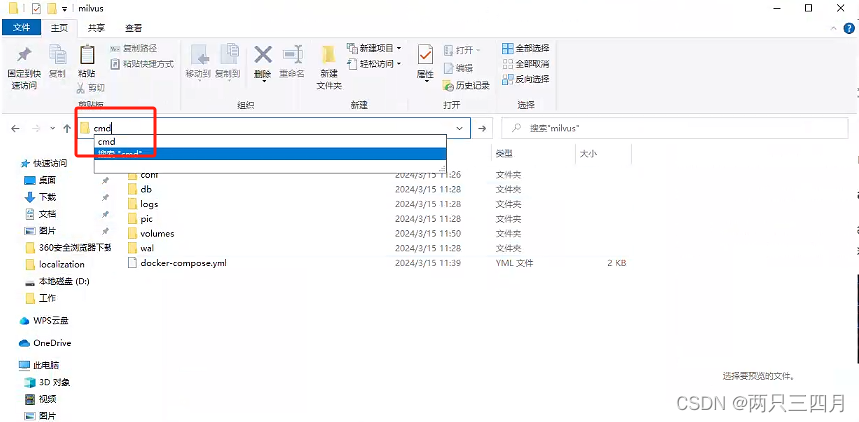 milvus
文件 主页 共享 查看
固定到快速访问 复制 粘贴 复制路径 粘贴快捷方式 剪切 移动到 复制到 删除 重命名 新建文件夹 新建项目 轻松访问 属性 打开 编辑 历史记录 全部选择 全部取消 反向选择
剪贴板 组织 新建 打开 选择
cmd 搜索"milvus"
cmd
搜索 "cmd"
类型 大小
快速访问
桌面
下载
文档
图片
360安全浏览器下载
localization
本地磁盘 (D:)
工作
WPS云盘
OneDrive
此电脑
3D 对象
视频
图片
conf 2024/3/15 11:26 文件夹
db 2024/3/15 11:28 文件夹
logs 2024/3/15 11:28 文件夹
pic 2024/3/15 11:28 文件夹
volumes 2024/3/15 11:50 文件夹
wal 2024/3/15 11:28 文件夹
docker-compose.yml 2024/3/15 11:39 YML 文件 2 KB
选择要预览的文件。
CSDN @两只三四月